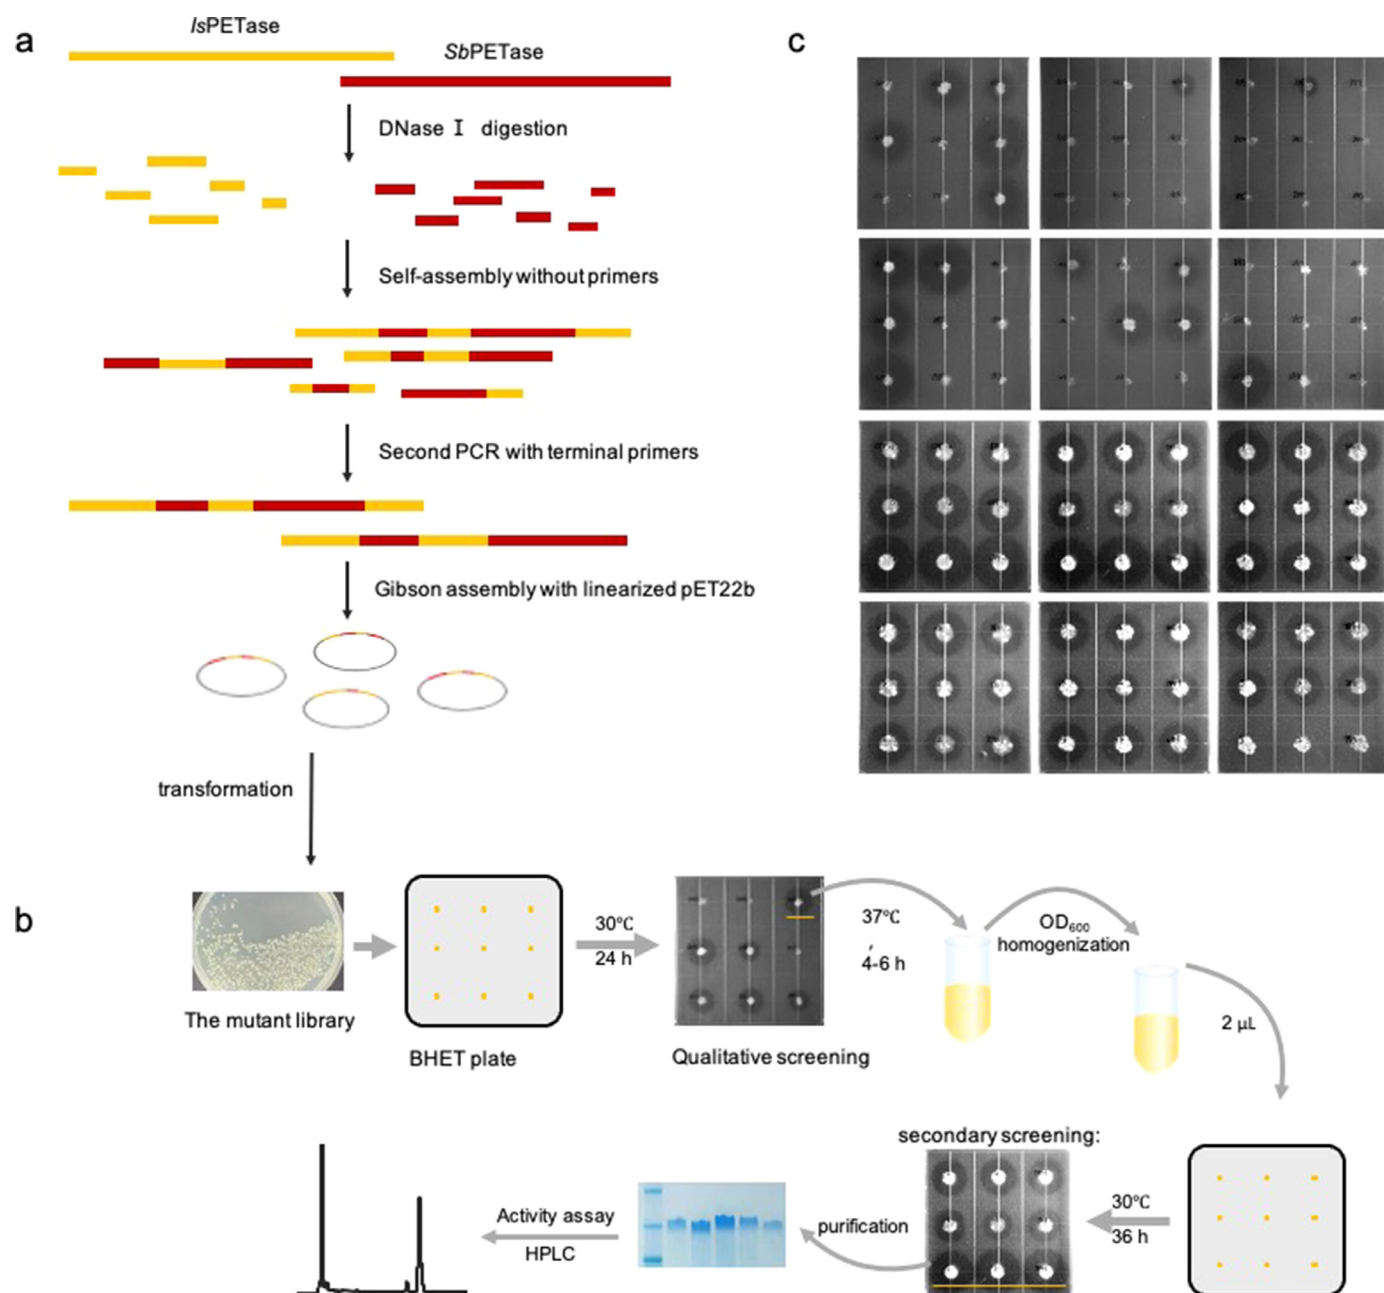 a
IsPETase
SbPETase
DNase I digestion
Self-assembly without primers
Second PCR with terminal primers
Gibson assembly with linearized pET22b
transformation
c
b
The mutant library
BHET plate
30℃
24 h
Qualitative screening
37℃
,
4-6 h
OD600
homogenization
2 μL
secondary screening:
30℃
36 h
purification
Activity assay
HPLC